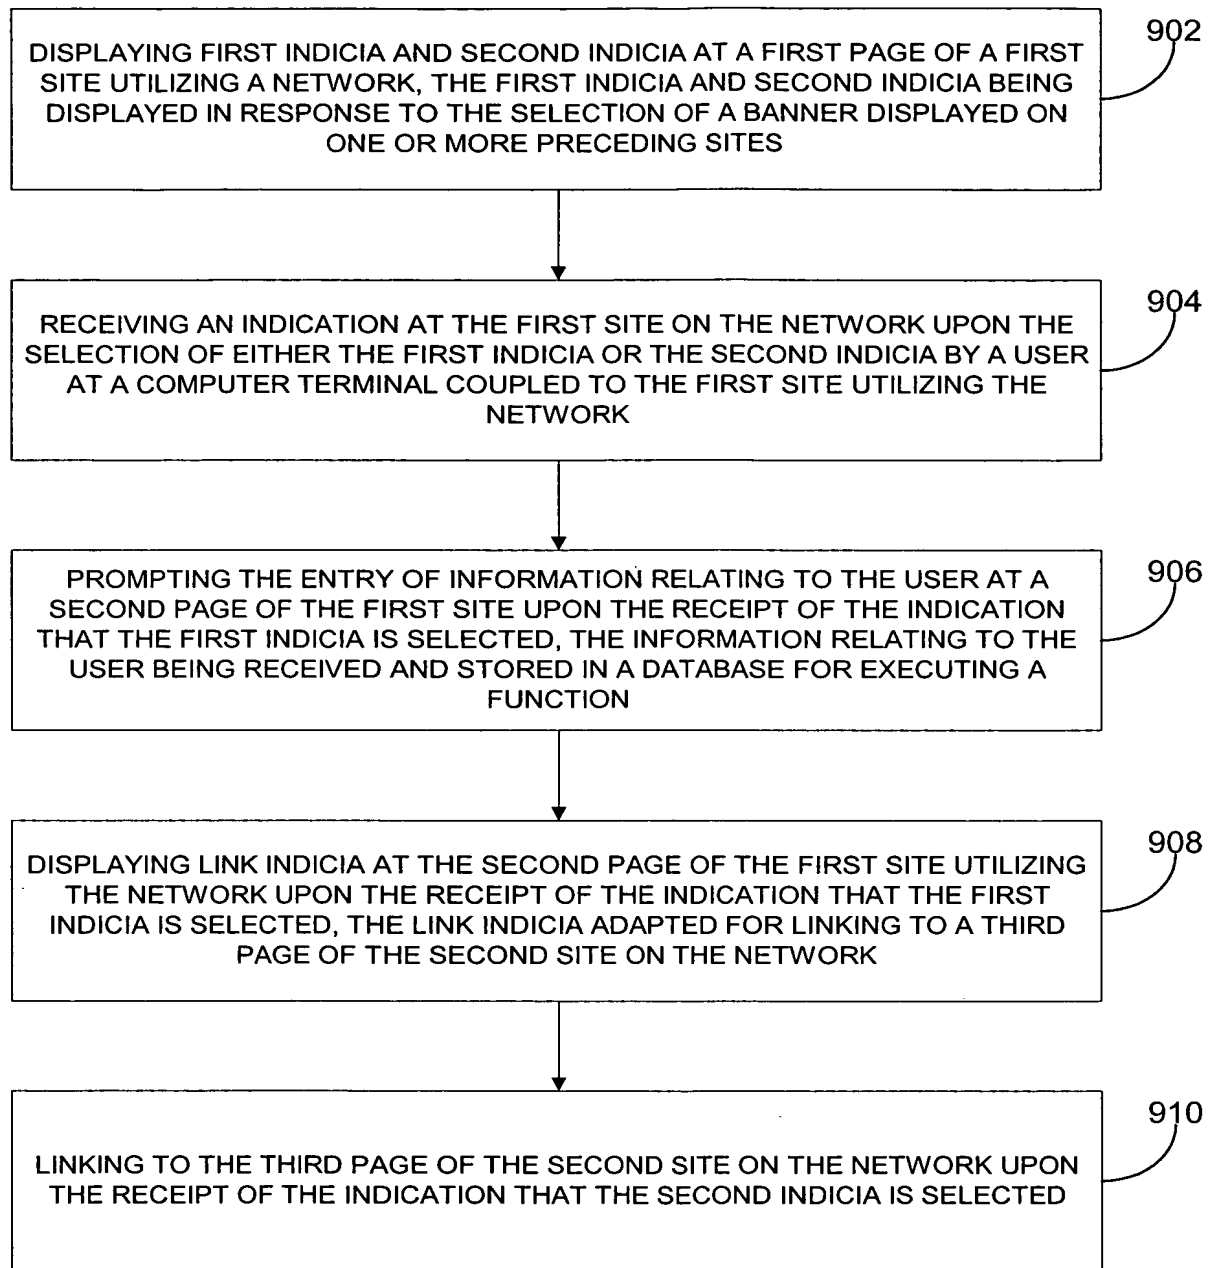 DISPLAYING FIRST INDICIA AND SECOND INDICIA AT A FIRST PAGE OF A FIRST
SITE UTILIZING A NETWORK, THE FIRST INDICIA AND SECOND INDICIA BEING
DISPLAYED IN RESPONSE TO THE SELECTION OF A BANNER DISPLAYED ON
ONE OR MORE PRECEDING SITES
902
RECEIVING AN INDICATION AT THE FIRST SITE ON THE NETWORK UPON THE
SELECTION OF EITHER THE FIRST INDICIA OR THE SECOND INDICIA BY A USER
AT A COMPUTER TERMINAL COUPLED TO THE FIRST SITE UTILIZING THE
NETWORK
904
PROMPTING THE ENTRY OF INFORMATION RELATING TO THE USER AT A
SECOND PAGE OF THE FIRST SITE UPON THE RECEIPT OF THE INDICATION
THAT THE FIRST INDICIA IS SELECTED, THE INFORMATION RELATING TO THE
USER BEING RECEIVED AND STORED IN A DATABASE FOR EXECUTING A
FUNCTION
906
DISPLAYING LINK INDICIA AT THE SECOND PAGE OF THE FIRST SITE UTILIZING
THE NETWORK UPON THE RECEIPT OF THE INDICATION THAT THE FIRST
INDICIA IS SELECTED, THE LINK INDICIA ADAPTED FOR LINKING TO A THIRD
PAGE OF THE SECOND SITE ON THE NETWORK
908
LINKING TO THE THIRD PAGE OF THE SECOND SITE ON THE NETWORK UPON
THE RECEIPT OF THE INDICATION THAT THE SECOND INDICIA IS SELECTED
910